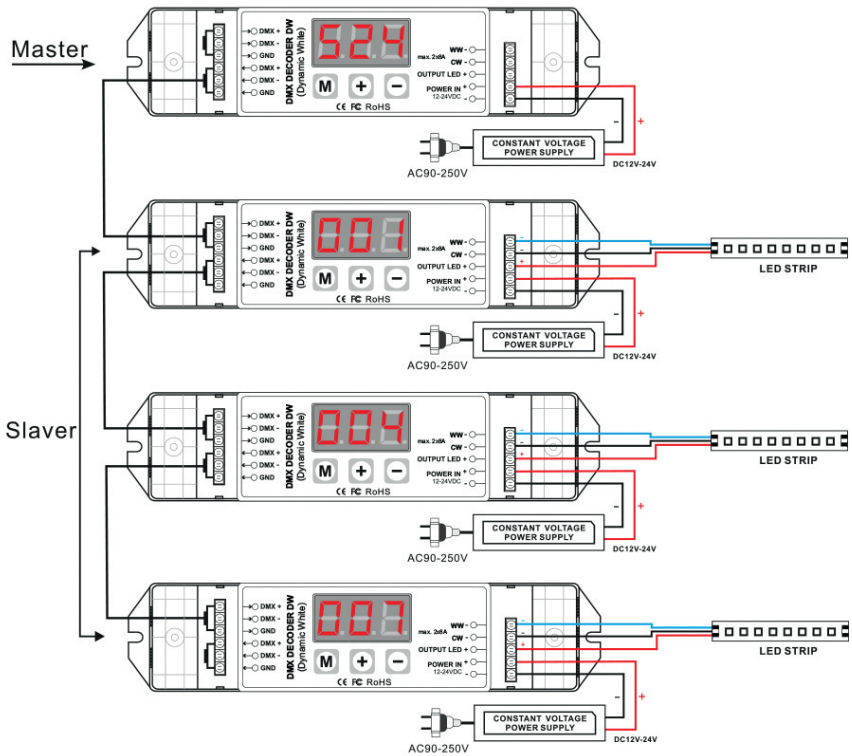 Master
DMX +
DMX -
GND
DMX +
DMX -
GND
DMX DECODER DW
(Dynamic White)
524
M + −
CE FC RoHS
max. 2x8A
WW -
CW -
OUTPUT LED +
POWER IN +
12-24VDC -
− +
CONSTANT VOLTAGE
POWER SUPPLY
AC90-250V
DC12V-24V
DMX +
DMX -
GND
DMX +
DMX -
GND
DMX DECODER DW
(Dynamic White)
001
M + −
CE FC RoHS
max. 2x8A
WW -
CW -
OUTPUT LED +
POWER IN +
12-24VDC -
-
-
+
LED STRIP
− +
CONSTANT VOLTAGE
POWER SUPPLY
AC90-250V
DC12V-24V
Slaver
DMX +
DMX -
GND
DMX +
DMX -
GND
DMX DECODER DW
(Dynamic White)
004
M + −
CE FC RoHS
max. 2x8A
WW -
CW -
OUTPUT LED +
POWER IN +
12-24VDC -
-
-
+
LED STRIP
− +
CONSTANT VOLTAGE
POWER SUPPLY
AC90-250V
DC12V-24V
DMX +
DMX -
GND
DMX +
DMX -
GND
DMX DECODER DW
(Dynamic White)
007
M + −
CE FC RoHS
max. 2x8A
WW -
CW -
OUTPUT LED +
POWER IN +
12-24VDC -
-
-
+
LED STRIP
− +
CONSTANT VOLTAGE
POWER SUPPLY
AC90-250V
DC12V-24V